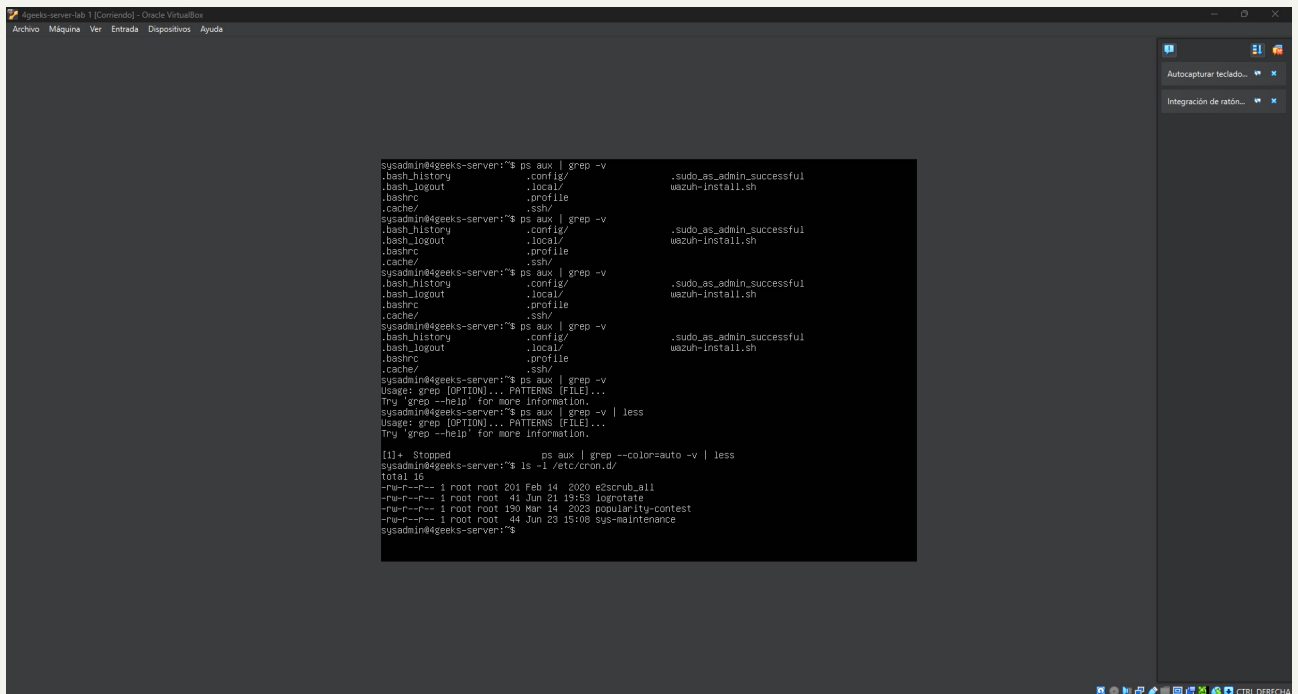 4geeks-server-lab 1 [Corriendo] - Oracle VirtualBox
Archivo Máquina Ver Entrada Dispositivos Ayuda
Autocapturar teclado...
Integración de ratón...
sysadmin@4geeks-server:~$ ps aux | grep -v
.bash_history .config/ .sudo_as_admin_successful
.bash_logout .local/ wazuh-install.sh
.bashrc .profile
.cache/ .ssh/
sysadmin@4geeks-server:~$ ps aux | grep -v
.bash_history .config/ .sudo_as_admin_successful
.bash_logout .local/ wazuh-install.sh
.bashrc .profile
.cache/ .ssh/
sysadmin@4geeks-server:~$ ps aux | grep -v
.bash_history .config/ .sudo_as_admin_successful
.bash_logout .local/ wazuh-install.sh
.bashrc .profile
.cache/ .ssh/
sysadmin@4geeks-server:~$ ps aux | grep -v
.bash_history .config/ .sudo_as_admin_successful
.bash_logout .local/ wazuh-install.sh
.bashrc .profile
.cache/ .ssh/
sysadmin@4geeks-server:~$ ps aux | grep -v
Usage: grep [OPTION]... PATTERNS [FILE]...
Try 'grep --help' for more information.
sysadmin@4geeks-server:~$ ps aux | grep -v | less
Usage: grep [OPTION]... PATTERNS [FILE]...
Try 'grep --help' for more information.
[1]+ Stopped ps aux | grep --color=auto -v | less
sysadmin@4geeks-server:~$ ls -l /etc/cron.d/
total 16
-rw-r--r-- 1 root root 201 Feb 14 2020 e2scrub_all
-rw-r--r-- 1 root root 41 Jun 21 19:53 logrotate
-rw-r--r-- 1 root root 190 Mar 14 2023 popularity-contest
-rw-r--r-- 1 root root 44 Jun 23 15:08 sys-maintenance
sysadmin@4geeks-server:~$
CTRL DERECHA